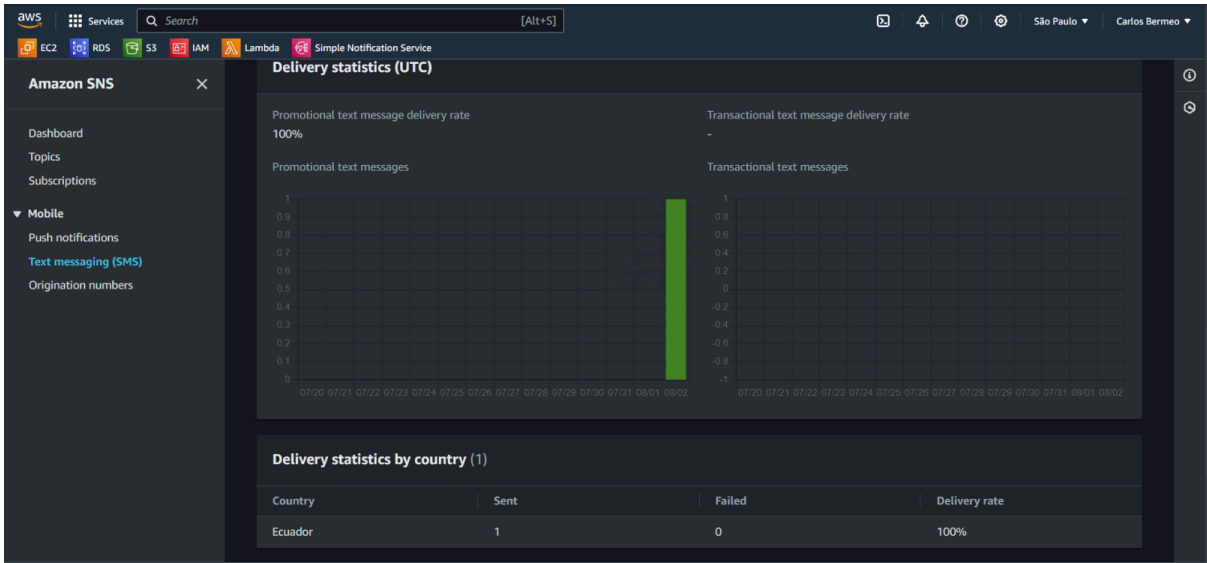 aws Services Search [Alt+S] São Paulo Carlos Bermeo
EC2 RDS S3 IAM Lambda Simple Notification Service
Amazon SNS
Dashboard
Topics
Subscriptions
Mobile
Push notifications
Text messaging (SMS)
Origination numbers
Delivery statistics (UTC)
Promotional text message delivery rate
100%
Promotional text messages
1
0.9
0.8
0.7
0.6
0.5
0.4
0.3
0.2
0.1
0
07/20 07/21 07/22 07/23 07/24 07/25 07/26 07/27 07/28 07/29 07/30 07/31 08/01 08/02
Transactional text message delivery rate
-
Transactional text messages
1
0.8
0.6
0.4
0.2
0
-0.2
-0.4
-0.6
-0.8
-1
07/20 07/21 07/22 07/23 07/24 07/25 07/26 07/27 07/28 07/29 07/30 07/31 08/01 08/02
Delivery statistics by country (1)
Country Sent Failed Delivery rate
Ecuador 1 0 100%